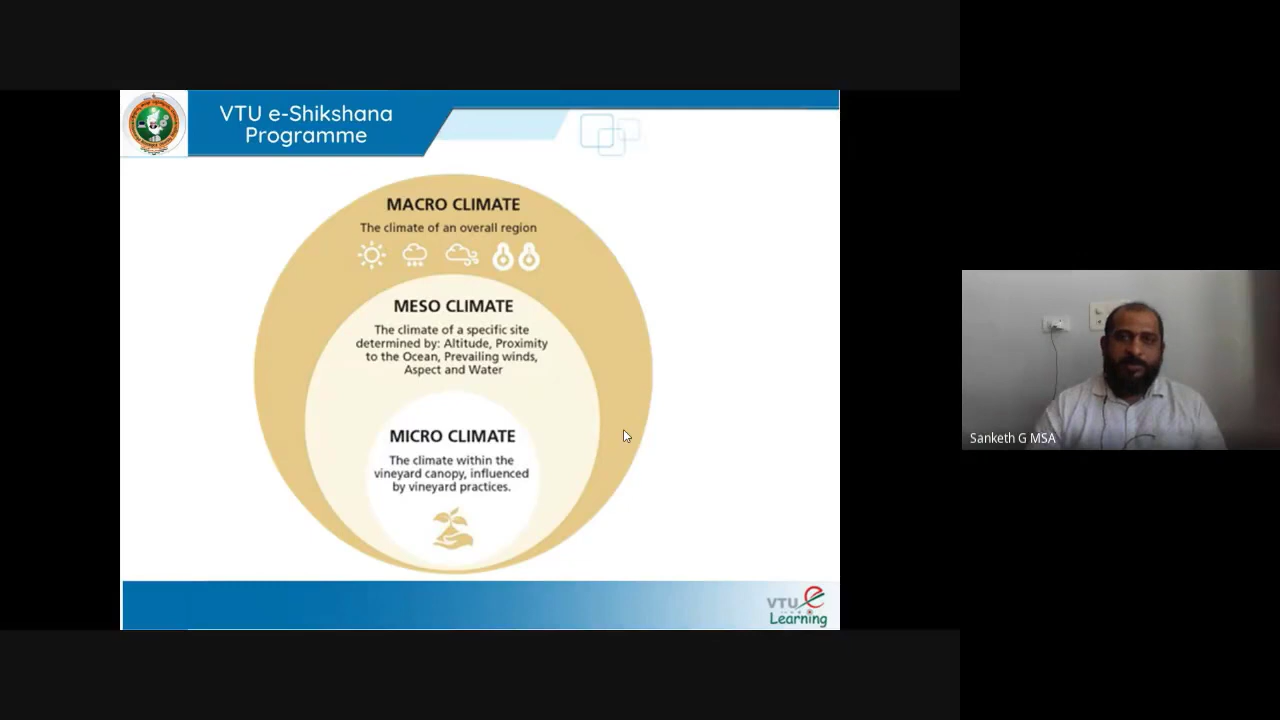 VTU e-Shikshana
Programme
MACRO CLIMATE
The climate of an overall region
MESO CLIMATE
The climate of a specific site
determined by: Altitude, Proximity
to the Ocean, Prevailing winds,
Aspect and Water
MICRO CLIMATE
The climate within the
vineyard canopy, influenced
by vineyard practices.
Sanketh G MSA
VTU e
Learning